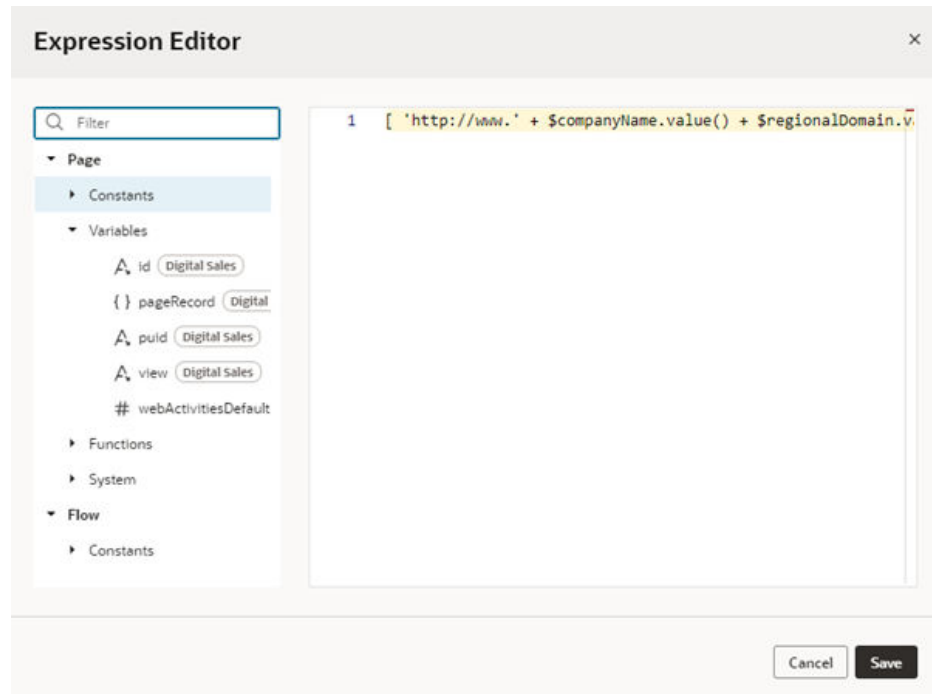 Expression Editor
×
Filter
1 [ 'http://www.' + $companyName.value() + $regionalDomain.v
Page
Constants
Variables
id Digital Sales
{ } pageRecord Digital
puid Digital Sales
view Digital Sales
# webActivitiesDefault
Functions
System
Flow
Constants
Cancel Save